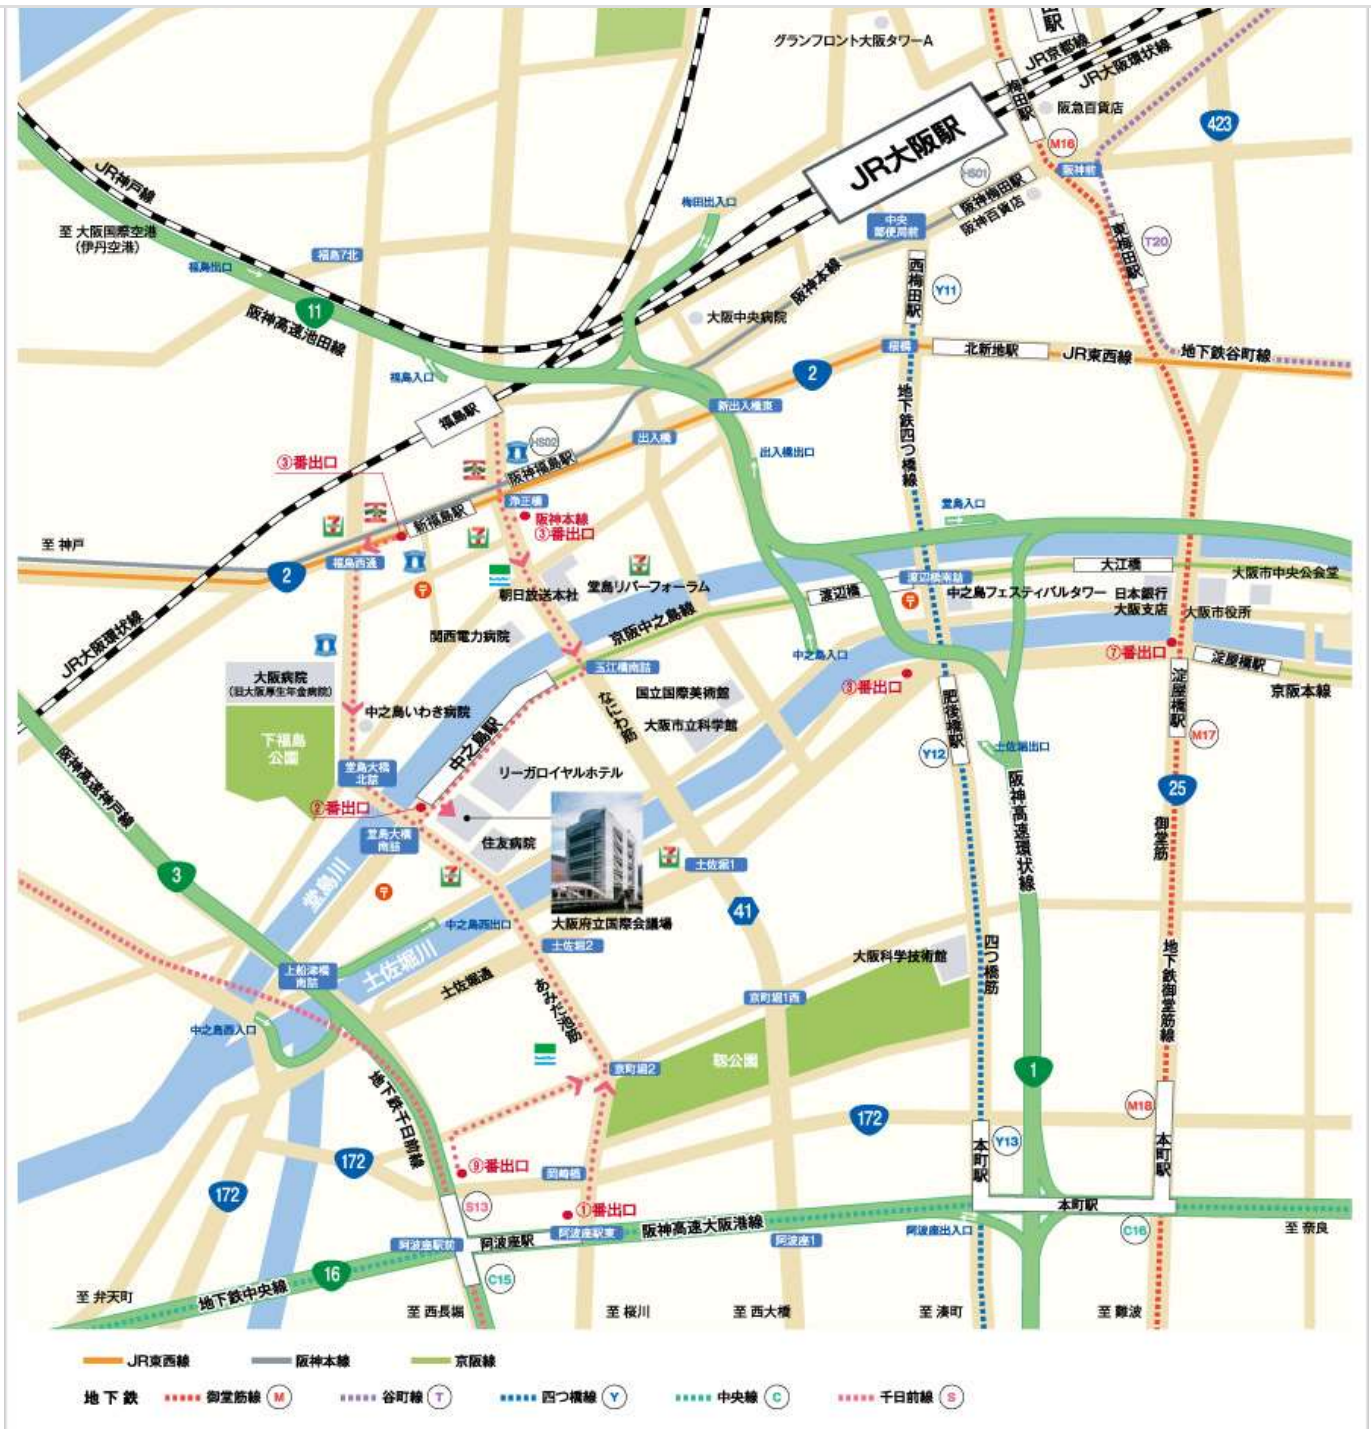 グランフロント大阪タワーA
駅
JR京都線
JR大阪環状線
梅田駅
阪急百貨店
423
M16
JR大阪駅
HS01
阪神前
阪神梅田駅
阪神百貨店
JR神戸線
至 大阪国際空港
(伊丹空港)
梅田出入口
中央
郵便局前
東梅田駅
T20
福島出口
福島7北
阪神本線
西梅田駅
Y11
11
阪神高速池田線
大阪中央病院
桜橋
北新地駅
JR東西線
地下鉄谷町線
福島入口
2
福島駅
新出入橋東
地下鉄四つ橋線
出入橋
HS02
出入橋出口
③番出口
阪神福島駅
浄正橋
新福島駅
阪神本線
③番出口
堂島入口
7
7
至 神戸
2
福島西通
7
朝日放送本社
堂島リバーフォーラム
大江橋
大阪市中央公会堂
渡辺橋
渡辺橋南詰
中之島フェスティバルタワー
日本銀行
大阪支店
大阪市役所
〒
〒
関西電力病院
京阪中之島線
JR大阪環状線
中之島入口
⑦番出口
淀屋橋駅
京阪本線
大阪病院
(旧大阪厚生年金病院)
玉江橋南詰
国立国際美術館
③番出口
中之島いわき病院
なにわ筋
大阪市立科学館
肥後橋駅
淀屋橋駅
M17
下福島
公園
中之島駅
Y12
土佐堀出口
阪神高速神戸線
堂島大橋
北詰
リーガロイヤルホテル
阪神高速環状線
25
②番出口
御堂筋
堂島大橋
南詰
住友病院
3
堂島川
7
7
土佐堀1
〒
41
中之島西出口
大阪府立国際会議場
土佐堀2
大阪科学技術館
四つ橋筋
地下鉄御堂筋線
上船津橋
南詰
土佐堀川
土佐堀通
あみだ池筋
京町堀1西
中之島西入口
京町堀2
靱公園
1
地下鉄千日前線
M18
172
Y13
本町駅
本町駅
172
⑨番出口
岡崎橋
172
S13
①番出口
本町駅
阿波座駅前
阿波座駅
阿波座駅東
阪神高速大阪港線
阿波座1
阿波座出入口
C16
至 奈良
16
C15
至 弁天町
地下鉄中央線
至 西長堀
至 桜川
至 西大橋
至 湊町
至 難波
JR東西線
阪神本線
京阪線
地下鉄
御堂筋線 M
谷町線 T
四つ橋線 Y
中央線 C
千日前線 S